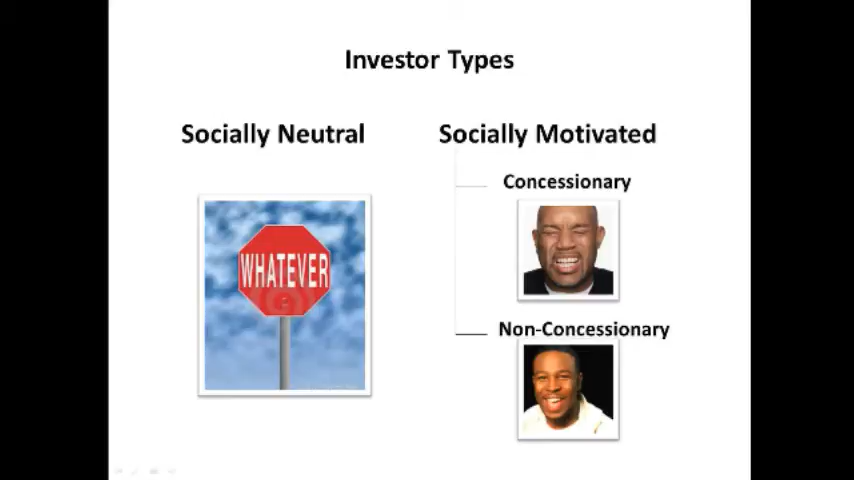 Investor Types
Socially Neutral
Socially Motivated
Concessionary
WHATEVER
Non-Concessionary